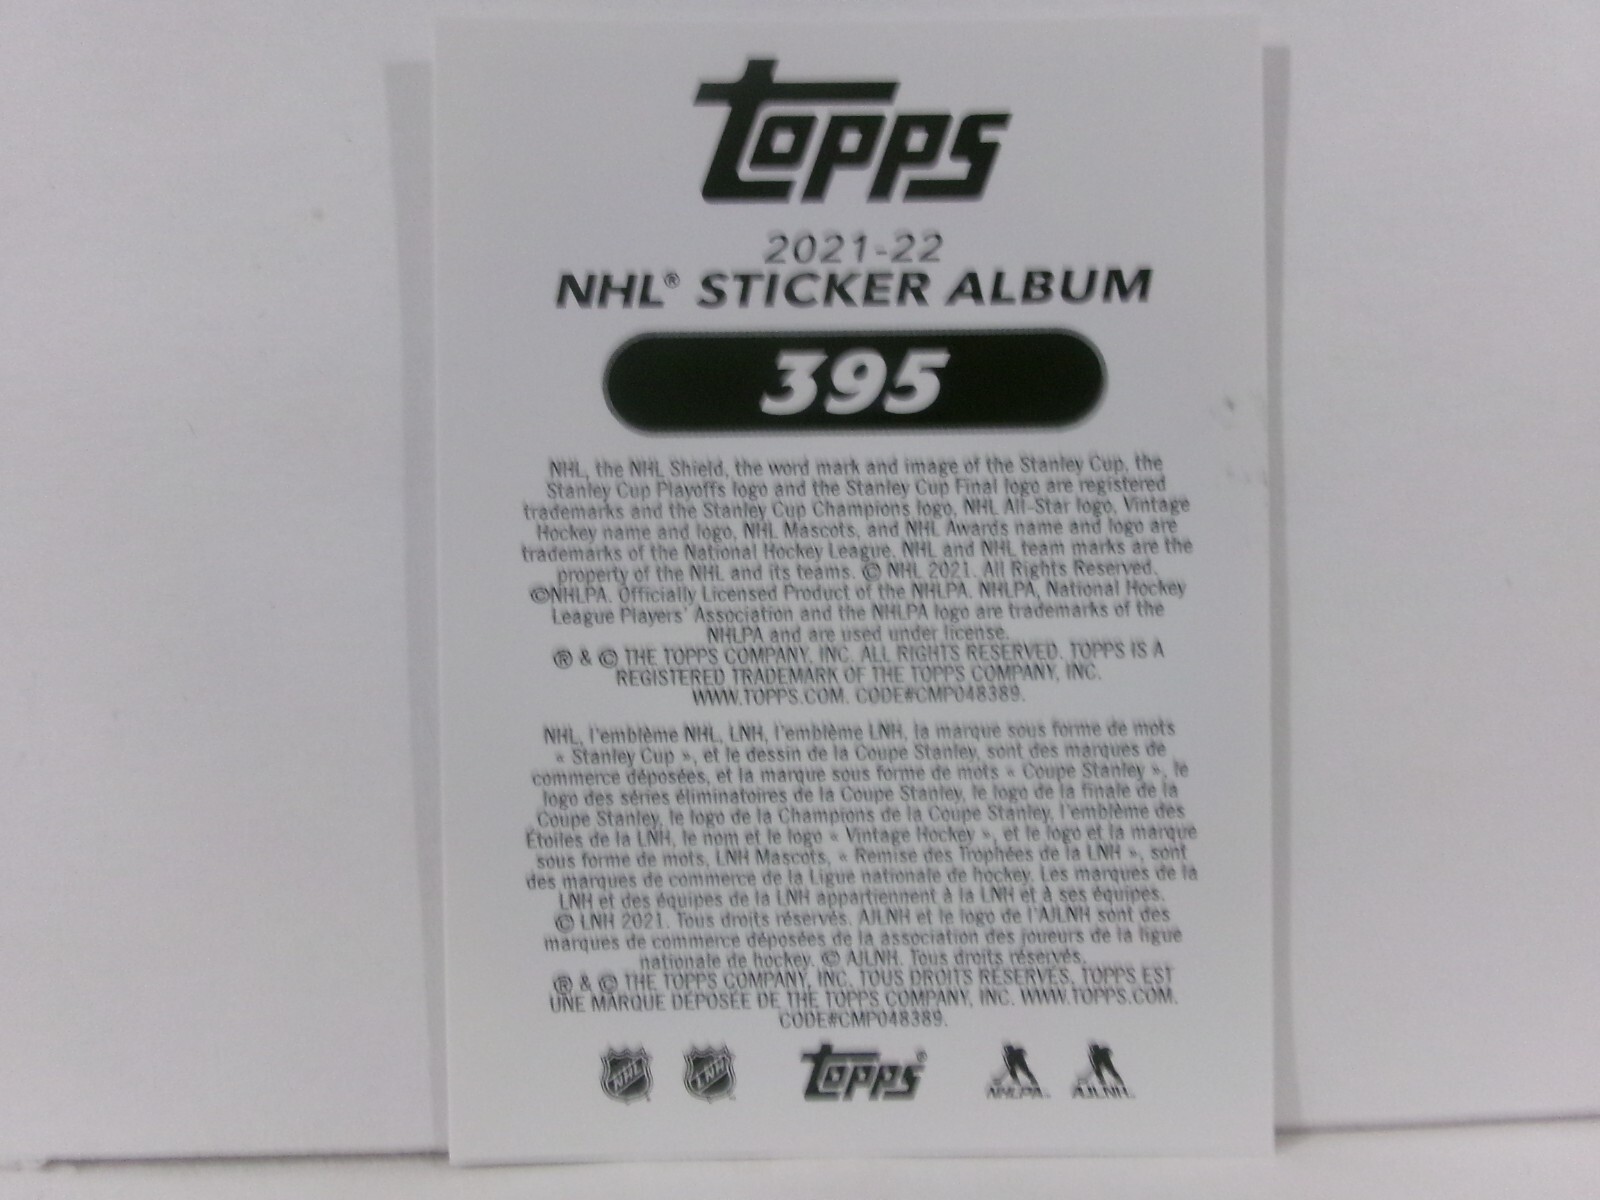 Topps
2021-22
NHL® STICKER ALBUM
395
NHL, the NHL Shield, the word mark and image of the Stanley Cup, the
Stanley Cup Playoffs logo and the Stanley Cup Final logo are registered
trademarks and the Stanley Cup Champions logo, NHL All-Star logo, Vintage
Hockey name and logo, NHL Mascots, and NHL Awards name and logo are
trademarks of the National Hockey League. NHL and NHL team marks are the
property of the NHL and its teams. © NHL 2021. All Rights Reserved.
©NHLPA. Officially Licensed Product of the NHLPA. NHLPA, National Hockey
League Players' Association and the NHLPA logo are trademarks of the
NHLPA and are used under license.
® & © THE TOPPS COMPANY, INC. ALL RIGHTS RESERVED. TOPPS IS A
REGISTERED TRADEMARK OF THE TOPPS COMPANY, INC.
WWW.TOPPS.COM. CODE#CMP048389.
NHL, l'emblème NHL, LNH, l'emblème LNH, la marque sous forme de mots
« Stanley Cup », et le dessin de la Coupe Stanley, sont des marques de
commerce déposées, et la marque sous forme de mots « Coupe Stanley », le
logo des séries éliminatoires de la Coupe Stanley, le logo de la finale de la
Coupe Stanley, le logo de la Champions de la Coupe Stanley, l'emblème des
Étoiles de la LNH, le nom et le logo « Vintage Hockey », et le logo et la marque
sous forme de mots, LNH Mascots, « Remise des Trophées de la LNH », sont
des marques de commerce de la Ligue nationale de hockey. Les marques de la
LNH et des équipes de la LNH appartiennent à la LNH et à ses équipes.
© LNH 2021. Tous droits réservés. AJLNH et le logo de l'AJLNH sont des
marques de commerce déposées de la association des joueurs de la ligue
nationale de hockey. © AJLNH. Tous droits réservés.
® & © THE TOPPS COMPANY, INC. TOUS DROITS RÉSERVÉS. TOPPS EST
UNE MARQUE DÉPOSÉE DE THE TOPPS COMPANY, INC. WWW.TOPPS.COM.
CODE#CMP048389.
NHL LNH Topps® NHLPA AJLNH